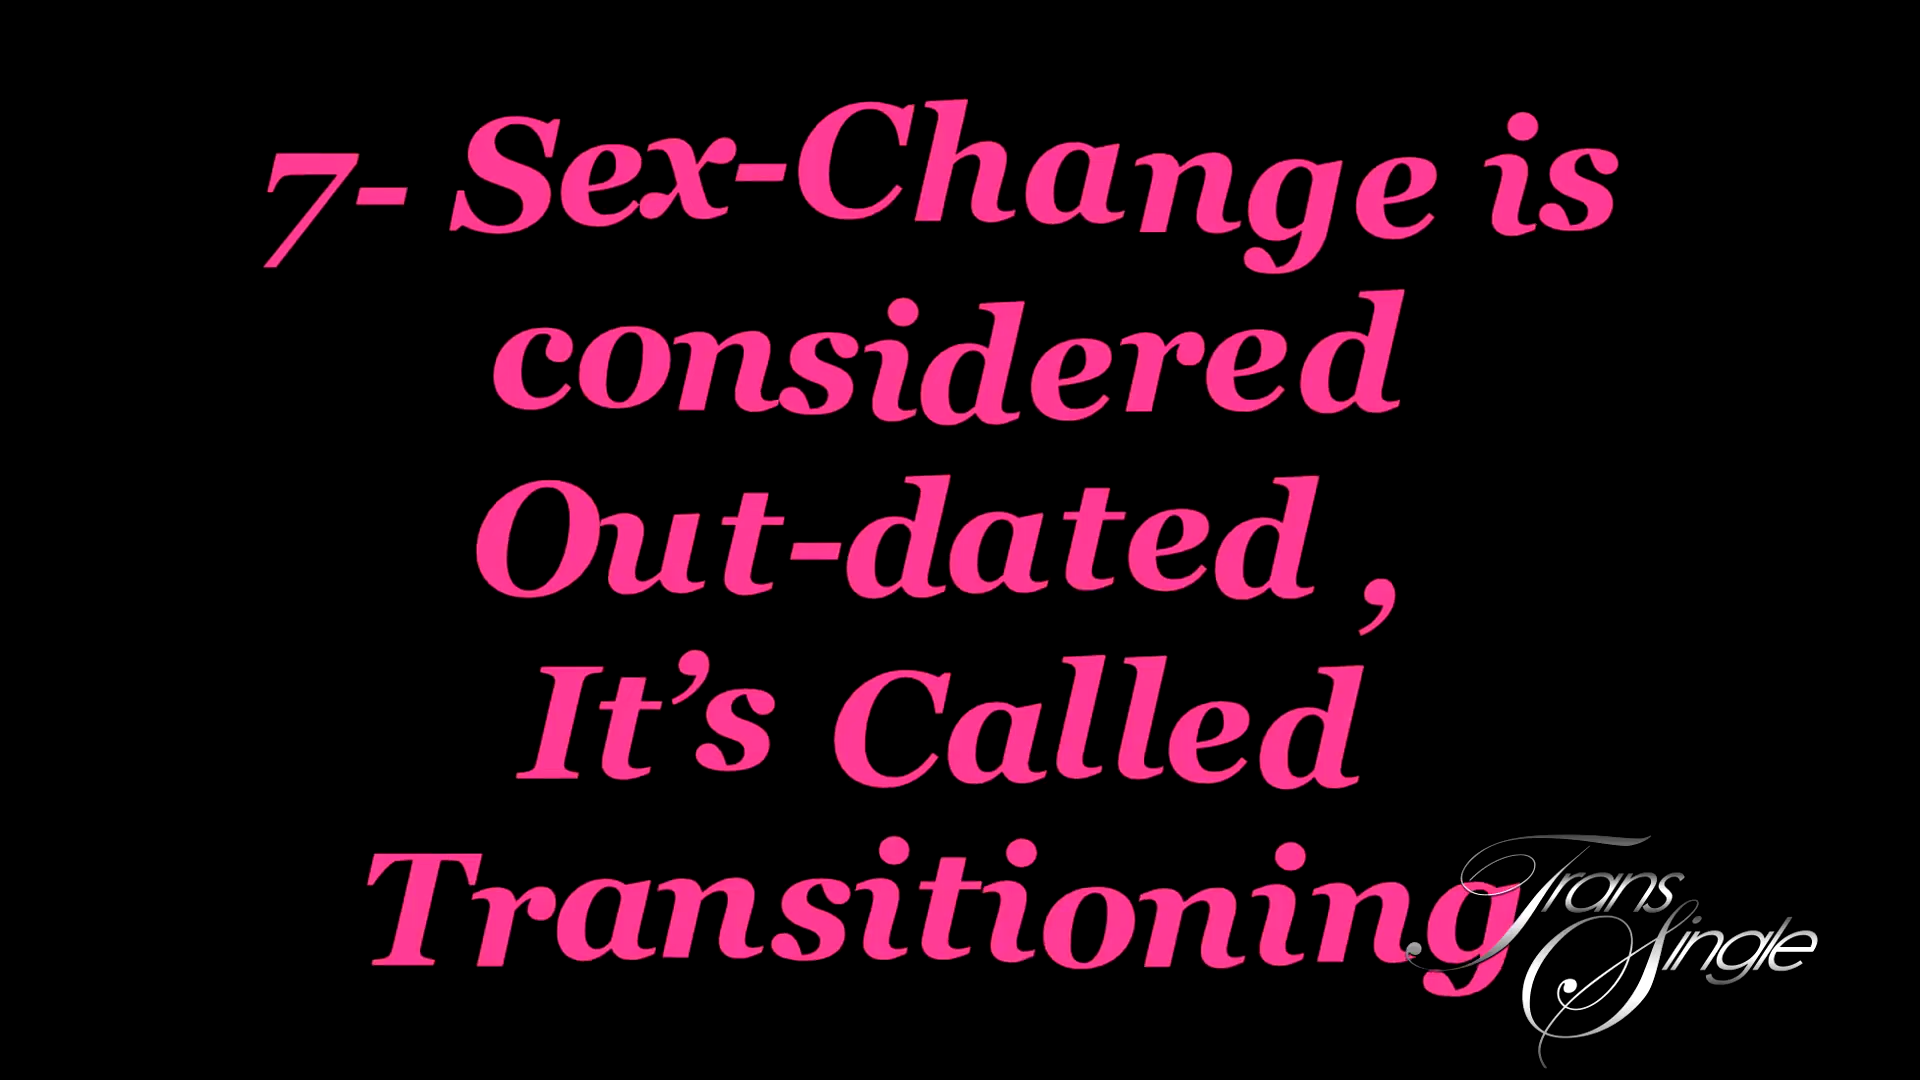 7- Sex-Change is
considered
Out-dated ,
It’s Called
Transitioning
Trans
Single